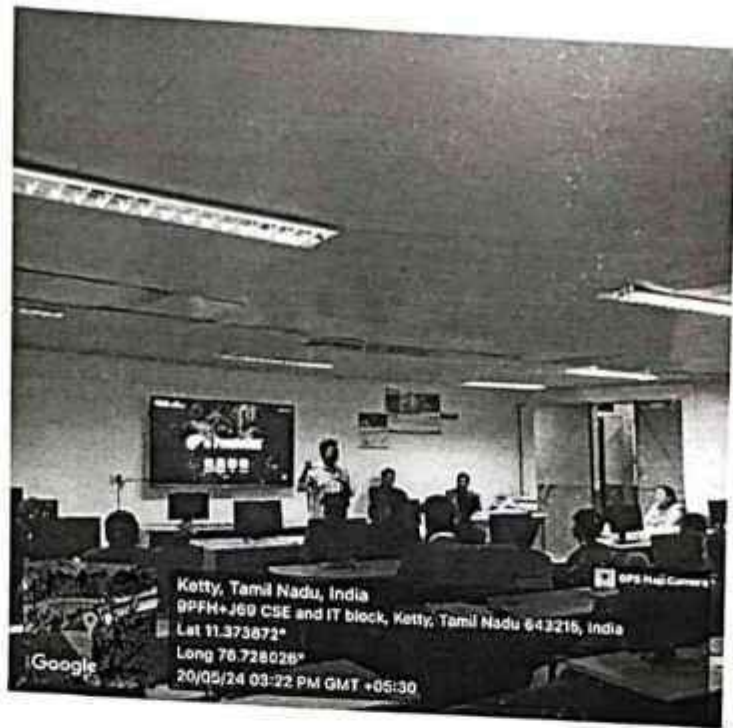 GPS Map Camera
Ketty, Tamil Nadu, India
9PFH+J69 CSE and IT block, Ketty, Tamil Nadu 643215, India
Lat 11.373872°
Long 76.728026°
20/05/24 03:22 PM GMT +05:30
Google